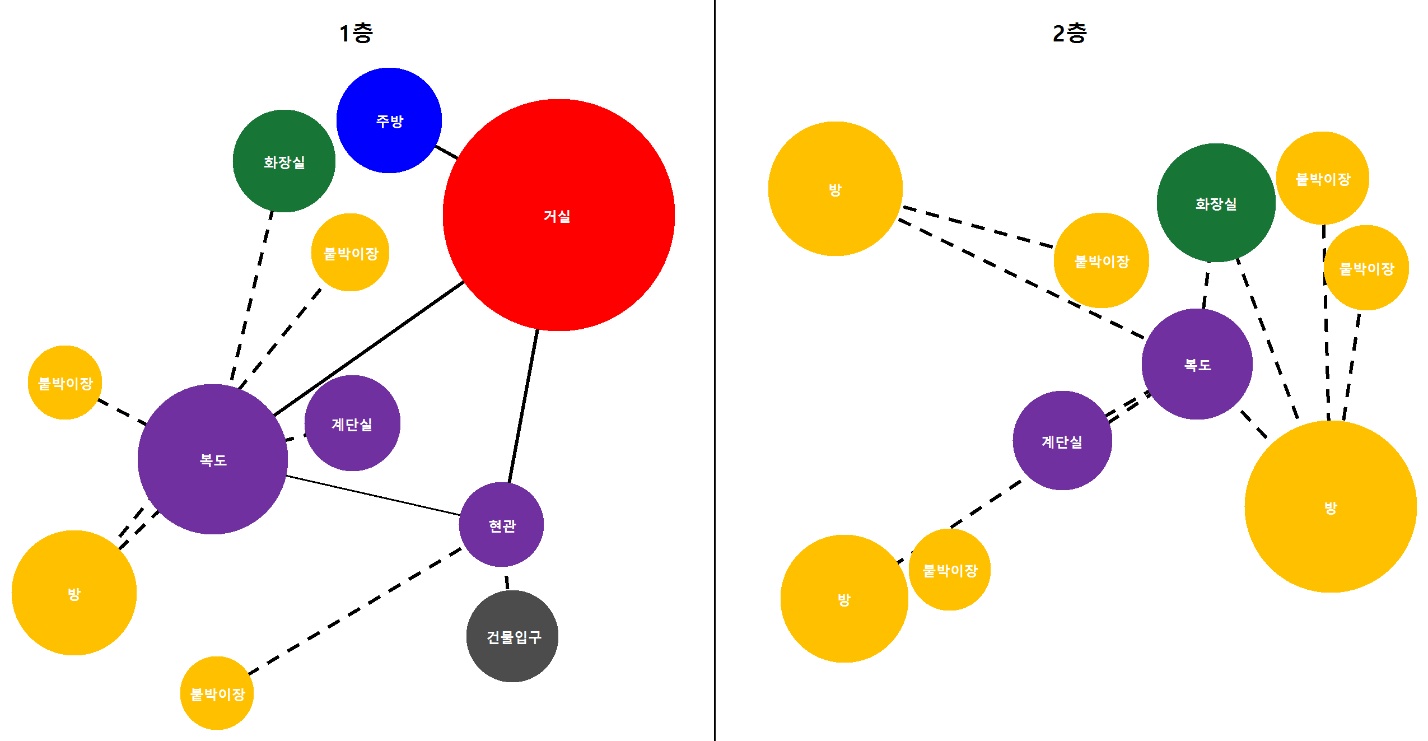 1층
주방
화장실
거실
붙박이장
붙박이장
계단실
복도
현관
방
건물입구
붙박이장
2층
방
화장실
붙박이장
붙박이장
붙박이장
복도
계단실
방
붙박이장
방